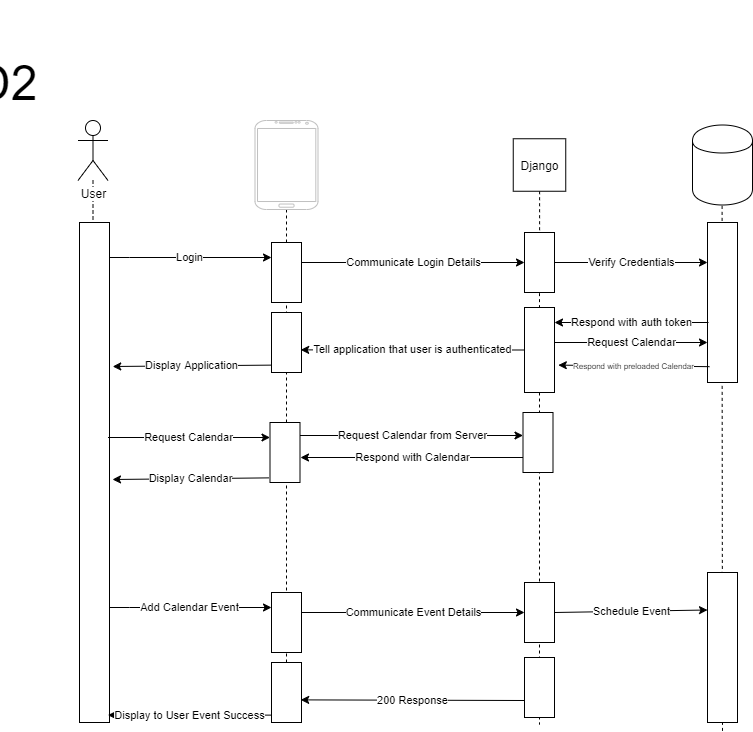 D2
User
Django
Login
Communicate Login Details
Verify Credentials
Respond with auth token
Request Calendar
Tell application that user is authenticated
Display Application
Respond with preloaded Calendar
Request Calendar
Request Calendar from Server
Respond with Calendar
Display Calendar
Add Calendar Event
Communicate Event Details
Schedule Event
200 Response
Display to User Event Success